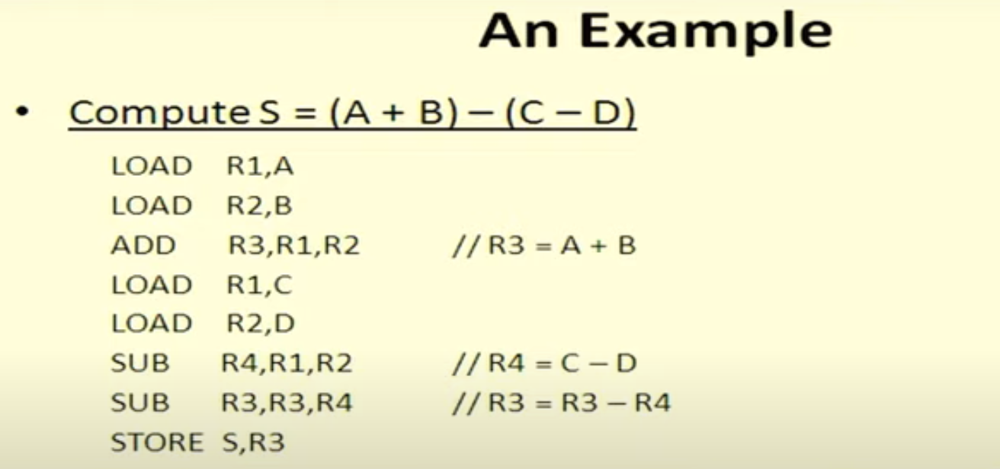 An Example
• Compute S = (A + B) – (C – D)
LOAD R1,A
LOAD R2,B
ADD R3,R1,R2 // R3 = A + B
LOAD R1,C
LOAD R2,D
SUB R4,R1,R2 // R4 = C – D
SUB R3,R3,R4 // R3 = R3 – R4
STORE S,R3